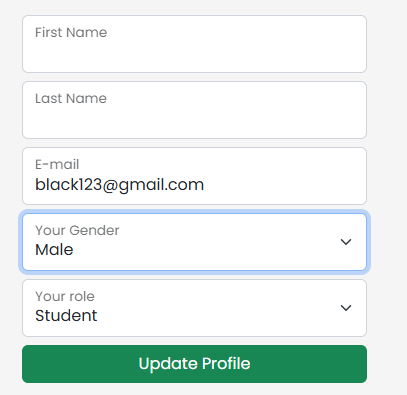 First Name
Last Name
E-mail
black123@gmail.com
Your Gender
Male
Your role
Student
Update Profile